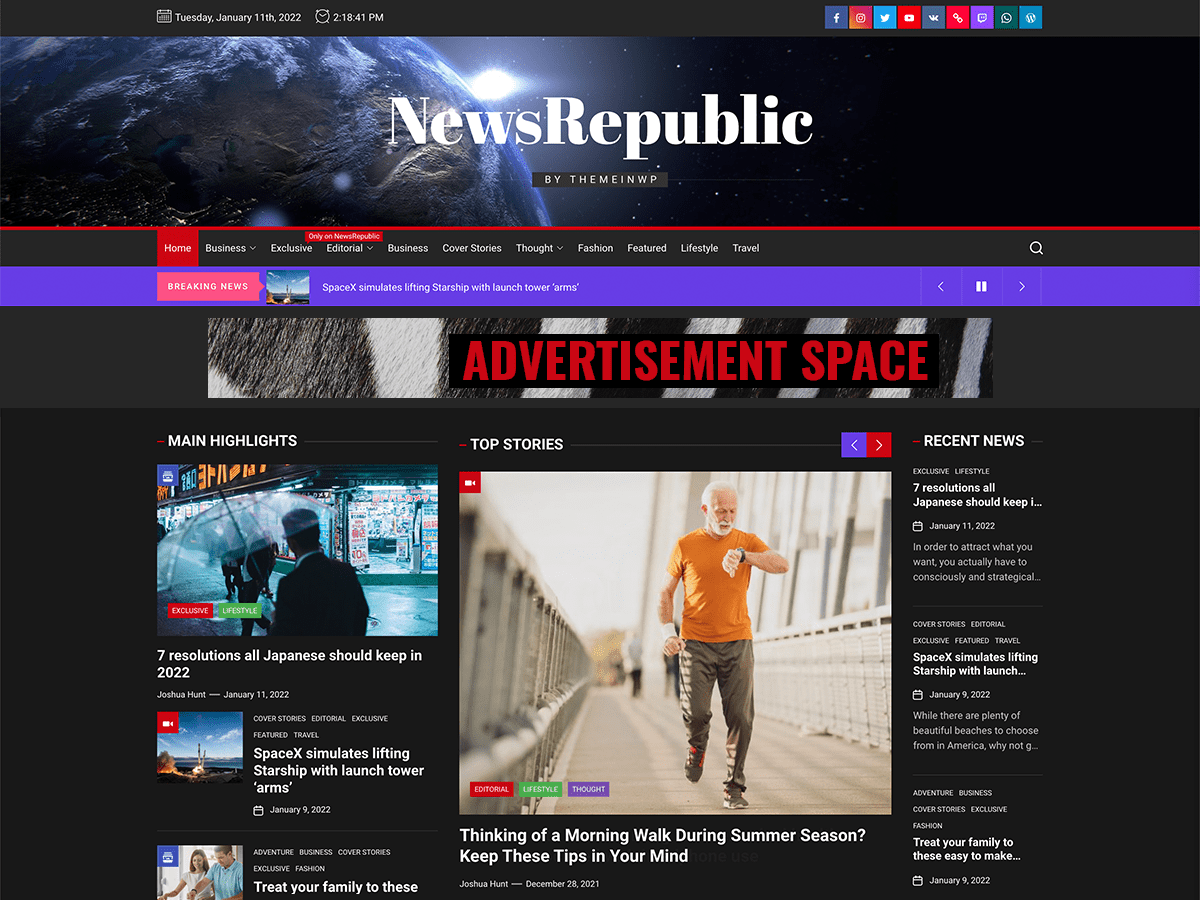 Tuesday, January 11th, 2022 2:18:41 PM
NewsRepublic
BY THEMEINWP
Only on NewsRepublic
Home Business Exclusive Editorial Business Cover Stories Thought Fashion Featured Lifestyle Travel
BREAKING NEWS SpaceX simulates lifting Starship with launch tower ‘arms’
ADVERTISEMENT SPACE
MAIN HIGHLIGHTS
EXCLUSIVE LIFESTYLE
7 resolutions all Japanese should keep in
2022
Joshua Hunt — January 11, 2022
COVER STORIES EDITORIAL EXCLUSIVE
FEATURED TRAVEL
SpaceX simulates lifting
Starship with launch tower
‘arms’
January 9, 2022
ADVENTURE BUSINESS COVER STORIES
EXCLUSIVE FASHION
Treat your family to these
TOP STORIES
EDITORIAL LIFESTYLE THOUGHT
Thinking of a Morning Walk During Summer Season?
Keep These Tips in Your Mind
Joshua Hunt — December 28, 2021
RECENT NEWS
EXCLUSIVE LIFESTYLE
7 resolutions all
Japanese should keep i...
January 11, 2022
In order to attract what you
want, you actually have to
consciously and strategical...
COVER STORIES EDITORIAL
EXCLUSIVE FEATURED TRAVEL
SpaceX simulates lifting
Starship with launch...
January 9, 2022
While there are plenty of
beautiful beaches to choose
from in America, why not g...
ADVENTURE BUSINESS
COVER STORIES EXCLUSIVE
FASHION
Treat your family to
these easy to make...
January 9, 2022